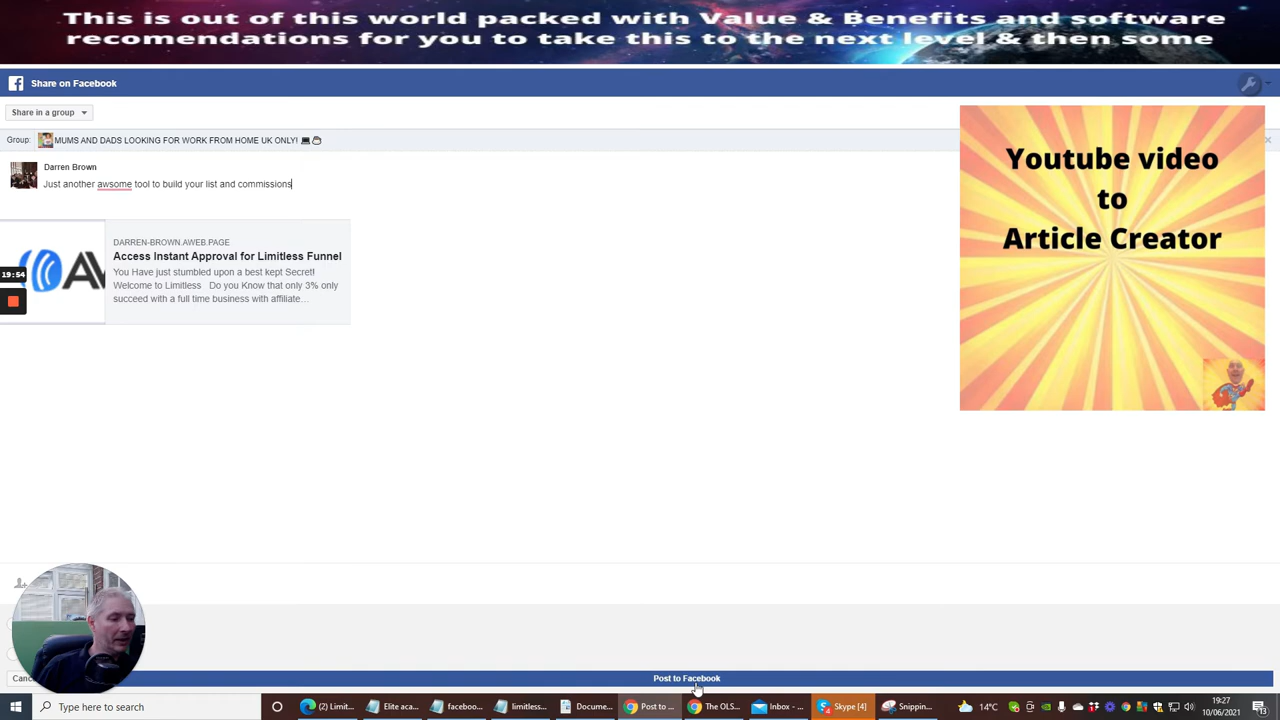 This is out of this world packed with Value & Benefits and software
recomendations for you to take this to the next level & then some
Share on Facebook
Share in a group
Group: MUMS AND DADS LOOKING FOR WORK FROM HOME UK ONLY!
Darren Brown
Just another awsome tool to build your list and commissions
DARREN-BROWN.AWEB.PAGE
Access Instant Approval for Limitless Funnel
You Have just stumbled upon a best kept Secret!
Welcome to Limitless Do you Know that only 3% only
succeed with a full time business with affiliate…
AV
19:54
Youtube video
to
Article Creator
Post to Facebook
Type here to search
(2) Limit...
Elite aca...
faceboo...
limitless...
Docume...
Post to ...
The OLS...
Inbox - ...
Skype [4]
Snippin...
14°C
19:27
10/06/2021